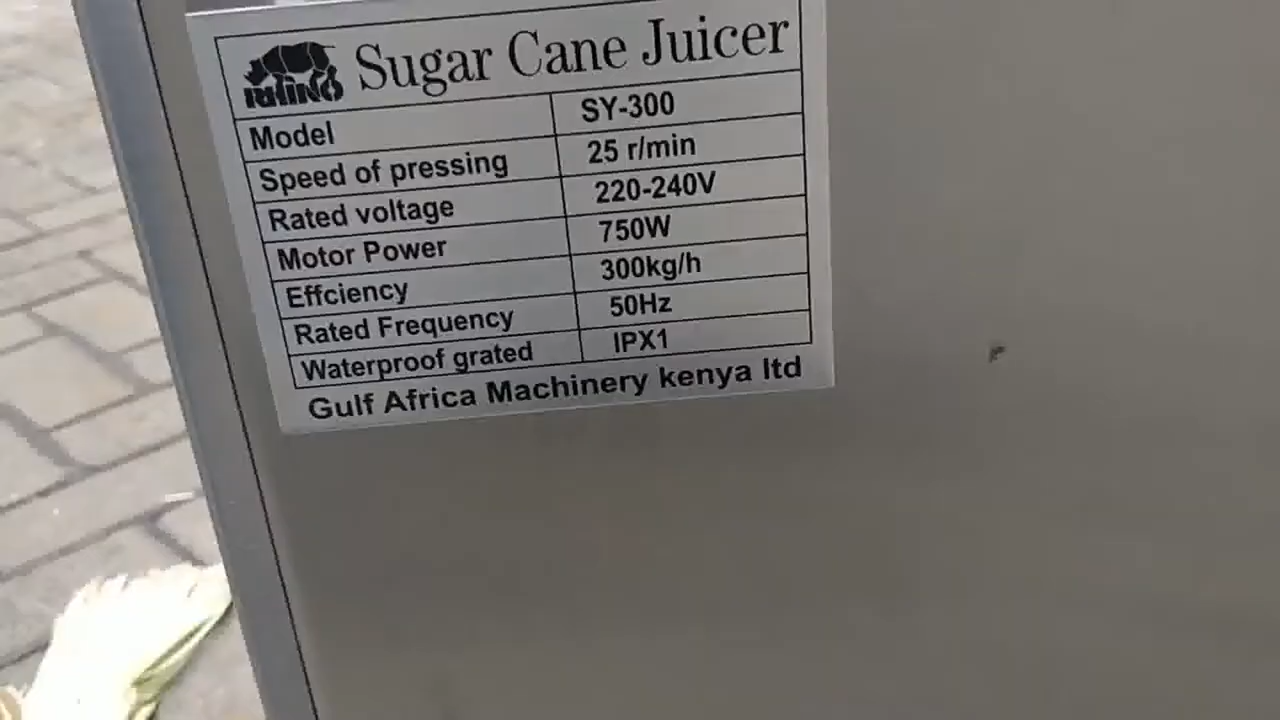 RHINO Sugar Cane Juicer
Model SY-300
Speed of pressing 25 r/min
Rated voltage 220-240V
Motor Power 750W
Effciency 300kg/h
Rated Frequency 50Hz
Waterproof grated IPX1
Gulf Africa Machinery kenya ltd